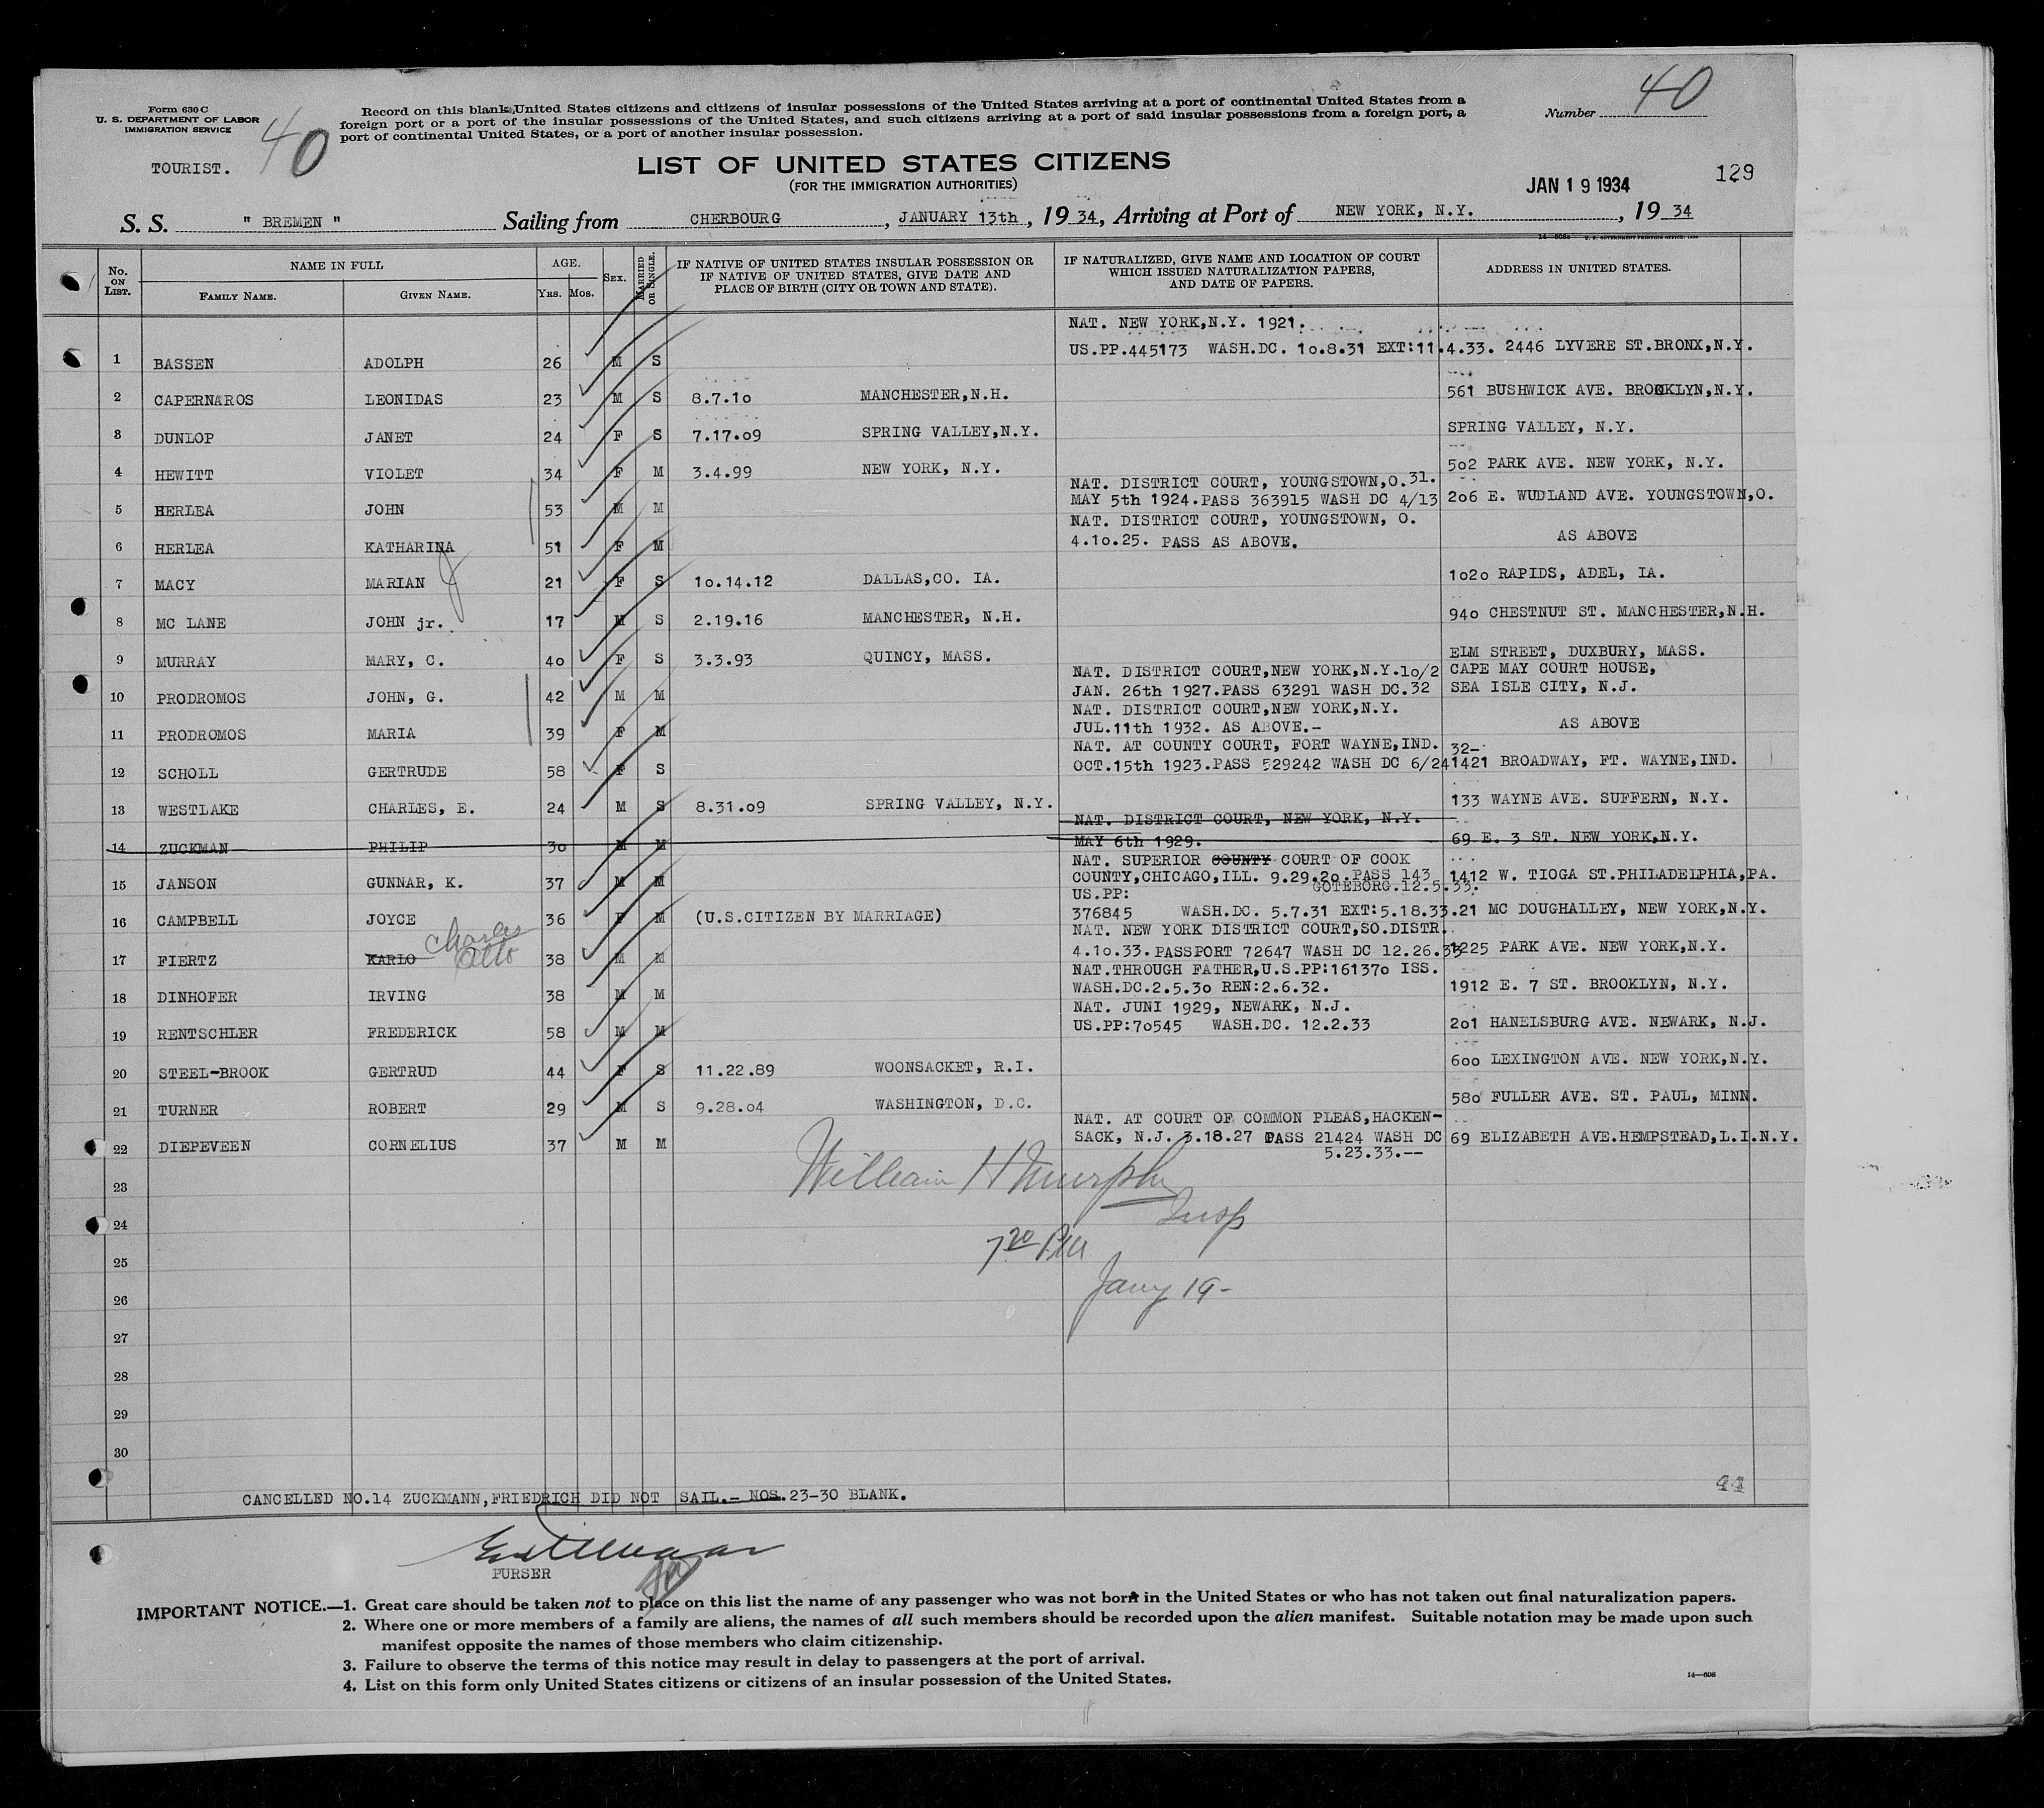 Form 630 C
U. S. DEPARTMENT OF LABOR
IMMIGRATION SERVICE
40
TOURIST.
Record on this blank United States citizens and citizens of insular possessions of the United States arriving at a port of continental United States from a
foreign port or a port of the insular possessions of the United States, and such citizens arriving at a port of said insular possessions from a foreign port, a
port of continental United States, or a port of another insular possession.
Number 40
LIST OF UNITED STATES CITIZENS
(FOR THE IMMIGRATION AUTHORITIES)
JAN 19 1934
129
S. S. " BREMEN " Sailing from CHERBOURG, JANUARY 13th, 19 34, Arriving at Port of NEW YORK, N.Y., 19 34
No. ON LIST. NAME IN FULL FAMILY NAME. GIVEN NAME. AGE. YRS. MOS. SEX. MARRIED OR SINGLE. IF NATIVE OF UNITED STATES INSULAR POSSESSION OR IF NATIVE OF UNITED STATES, GIVE DATE AND PLACE OF BIRTH (CITY OR TOWN AND STATE). IF NATURALIZED, GIVE NAME AND LOCATION OF COURT WHICH ISSUED NATURALIZATION PAPERS, AND DATE OF PAPERS. ADDRESS IN UNITED STATES.
NAT. NEW YORK,N.Y. 1921.
1 BASSEN ADOLPH 26 M S US.PP.445173 WASH.DC. 10.8.31 EXT:11.4.33. 2446 LYVERE ST.BRONX,N.Y.
2 CAPERNAROS LEONIDAS 23 M S 8.7.10 MANCHESTER,N.H. 561 BUSHWICK AVE. BROOKLYN,N.Y.
3 DUNLOP JANET 24 F S 7.17.09 SPRING VALLEY,N.Y. SPRING VALLEY, N.Y.
4 HEWITT VIOLET 34 F M 3.4.99 NEW YORK, N.Y. 502 PARK AVE. NEW YORK, N.Y.
NAT. DISTRICT COURT, YOUNGSTOWN,O.31.
5 HERLEA JOHN 53 M M MAY 5th 1924.PASS 363915 WASH DC 4/13 206 E. WUDLAND AVE. YOUNGSTOWN,O.
NAT. DISTRICT COURT, YOUNGSTOWN, O.
6 HERLEA KATHARINA 51 F M 4.10.25. PASS AS ABOVE. AS ABOVE
7 MACY MARIAN J 21 F S 10.14.12 DALLAS,CO. IA. 1020 RAPIDS, ADEL, IA.
8 MC LANE JOHN jr. 17 M S 2.19.16 MANCHESTER, N.H. 940 CHESTNUT ST. MANCHESTER,N.H.
9 MURRAY MARY, C. 40 F S 3.3.93 QUINCY, MASS. ELM STREET, DUXBURY, MASS.
NAT. DISTRICT COURT,NEW YORK,N.Y.10/2 CAPE MAY COURT HOUSE,
10 PRODROMOS JOHN, G. 42 M M JAN. 26th 1927.PASS 63291 WASH DC.32 SEA ISLE CITY, N.J.
NAT. DISTRICT COURT,NEW YORK,N.Y.
11 PRODROMOS MARIA 39 F M JUL.11th 1932. AS ABOVE.- AS ABOVE
NAT. AT COUNTY COURT, FORT WAYNE,IND. 32-.
12 SCHOLL GERTRUDE 58 F S OCT.15th 1923.PASS 529242 WASH DC 6/24 1421 BROADWAY, FT. WAYNE,IND.
13 WESTLAKE CHARLES, E. 24 M S 8.31.09 SPRING VALLEY, N.Y. 133 WAYNE AVE. SUFFERN, N.Y.
NAT. DISTRICT COURT, NEW YORK, N.Y.
14 ZUCKMAN PHILIP 30 M M MAY 6th 1929. 69 E. 3 ST. NEW YORK,N.Y.
NAT. SUPERIOR COUNTY COURT OF COOK
15 JANSON GUNNAR, K. 37 M M COUNTY,CHICAGO,ILL. 9.29.20.PASS 143 1412 W. TIOGA ST.PHILADELPHIA,PA.
GOTEBORG.12.5.33.
US.PP:
16 CAMPBELL JOYCE 36 F M (U.S.CITIZEN BY MARRIAGE) 376845 WASH.DC. 5.7.31 EXT:5.18.33.21 MC DOUGHALLEY, NEW YORK,N.Y.
NAT. NEW YORK DISTRICT COURT,SO.DISTR.
Charles Otto
17 FIERTZ KARLO 38 M M 4.10.33.PASSPORT 72647 WASH DC 12.26.33 1225 PARK AVE. NEW YORK,N.Y.
NAT.THROUGH FATHER,U.S.PP:161370 ISS.
18 DINHOFER IRVING 38 M M WASH.DC.2.5.30 REN:2.6.32. 1912 E. 7 ST. BROOKLYN, N.Y.
NAT. JUNI 1929, NEWARK, N.J.
19 RENTSCHLER FREDERICK 58 M M US.PP:70545 WASH.DC. 12.2.33 201 HANELSBURG AVE. NEWARK, N.J.
20 STEEL-BROOK GERTRUD 44 F S 11.22.89 WOONSACKET, R.I. 600 LEXINGTON AVE. NEW YORK,N.Y.
21 TURNER ROBERT 29 M S 9.28.04 WASHINGTON, D.C. 580 FULLER AVE. ST. PAUL, MINN.
NAT. AT COURT OF COMMON PLEAS,HACKEN-
22 DIEPEVEEN CORNELIUS 37 M M SACK, N.J. 3.18.27 PASS 21424 WASH DC 69 ELIZABETH AVE.HEMPSTEAD,L.I.N.Y.
5.23.33.--
William H Murphy
23
Insp
24
7 20 PM
25
Jany 19-
26
27
28
29
30
44
CANCELLED NO.14 ZUCKMANN,FRIEDRICH DID NOT SAIL.- NOS.23-30 BLANK.
PURSER
IMPORTANT NOTICE.—1. Great care should be taken not to place on this list the name of any passenger who was not born in the United States or who has not taken out final naturalization papers.
2. Where one or more members of a family are aliens, the names of all such members should be recorded upon the alien manifest. Suitable notation may be made upon such
manifest opposite the names of those members who claim citizenship.
3. Failure to observe the terms of this notice may result in delay to passengers at the port of arrival.
4. List on this form only United States citizens or citizens of an insular possession of the United States.
14—608